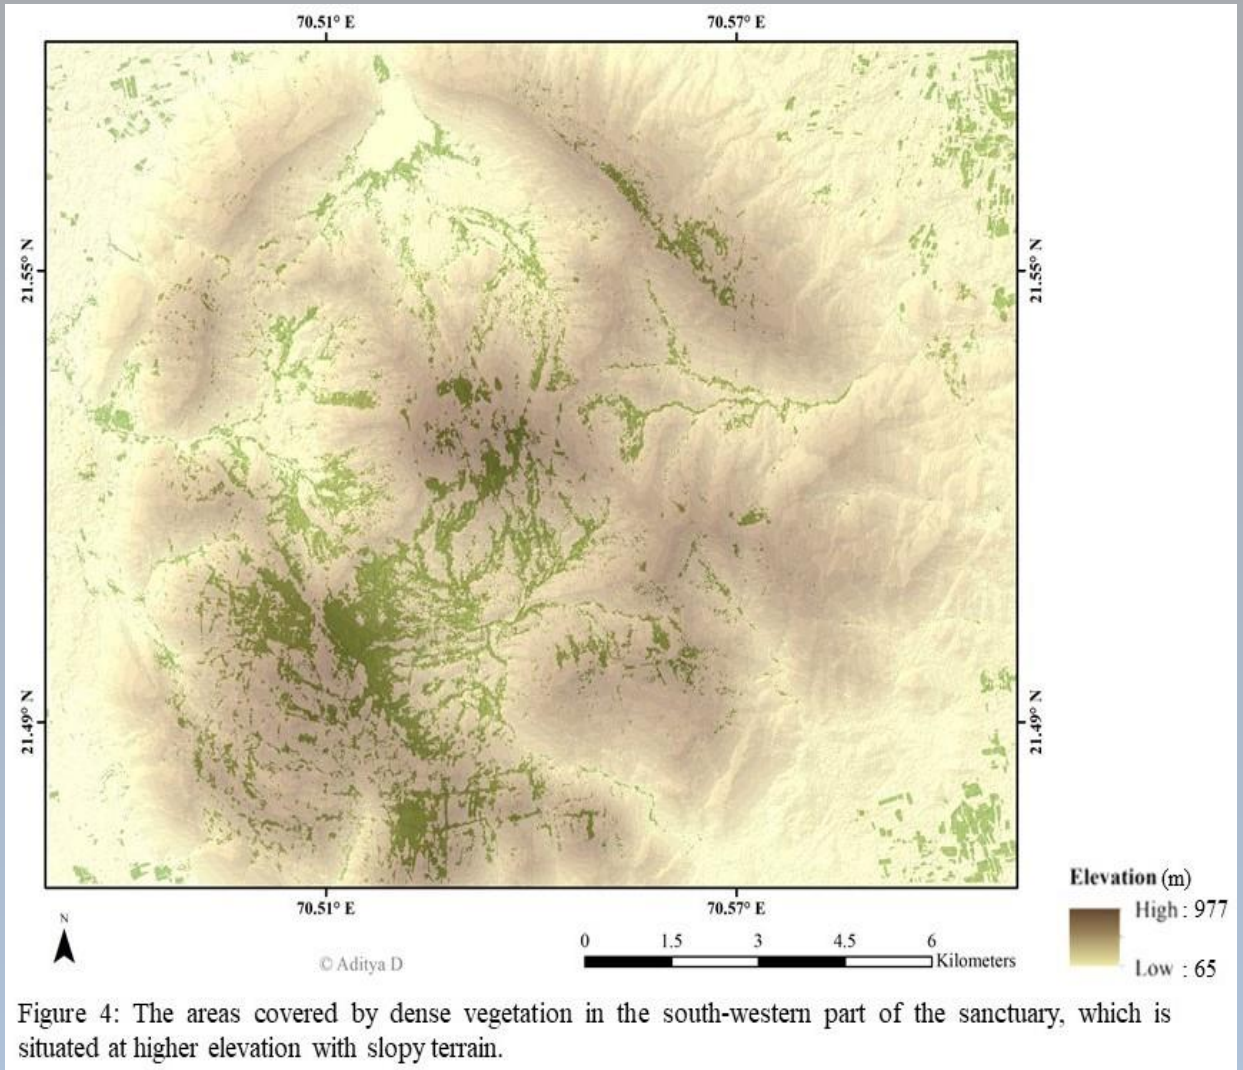 70.51° E
70.57° E
21.55° N
21.55° N
21.49° N
21.49° N
70.51° E
70.57° E
N
© Aditya D
0 1.5 3 4.5 6
Kilometers
Elevation (m)
High : 977
Low : 65
Figure 4: The areas covered by dense vegetation in the south-western part of the sanctuary, which is
situated at higher elevation with slopy terrain.